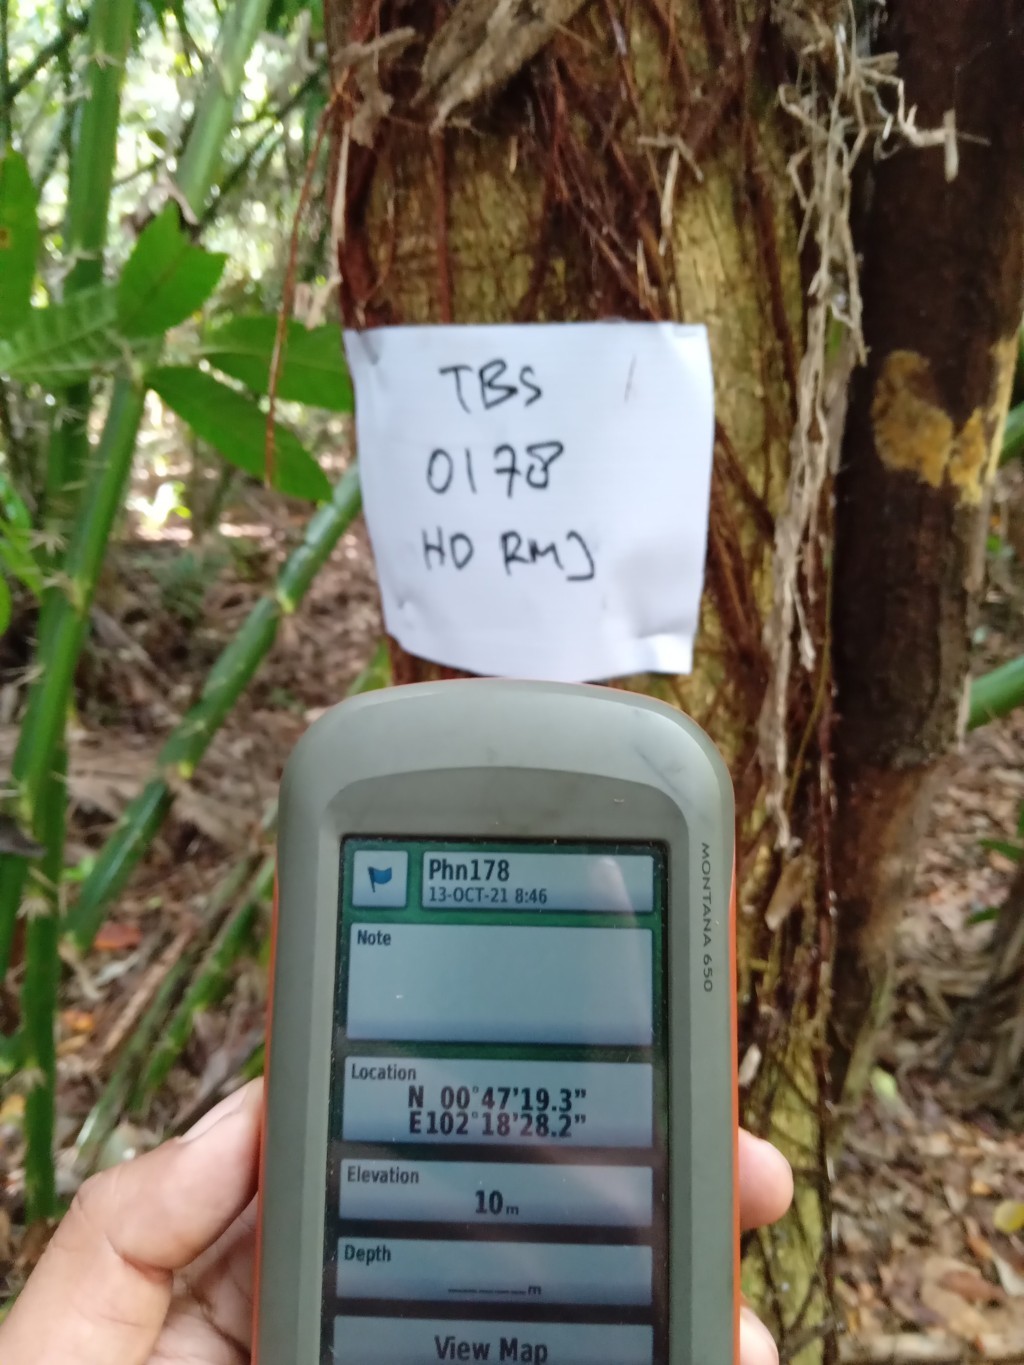 TBS
0178
HD RMJ
MONTANA 650
Phn178
13-OCT-21 8:46
Note
Location
N 00°47'19.3"
E102°18'28.2"
Elevation
10m
Depth
_____m
View Map